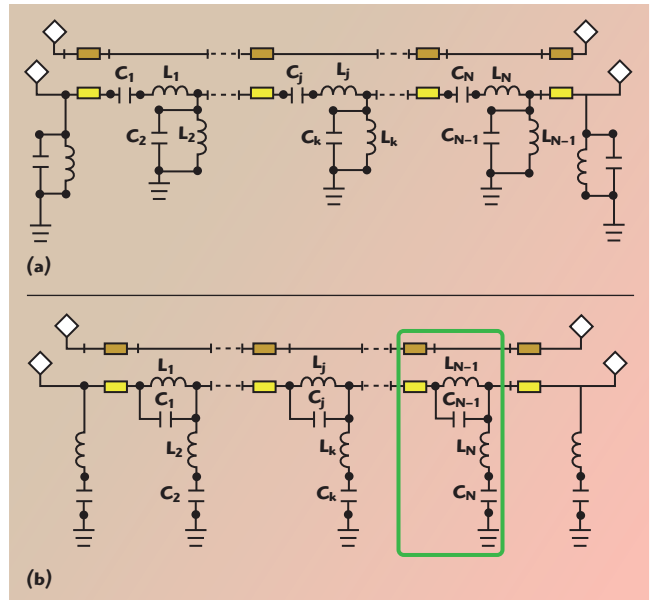 C1 L1 Cj Lj CN LN
C2 L2 Ck Lk CN–1 LN–1
(a)
L1 Lj LN–1
C1 Cj CN–1
L2 Lk LN
C2 Ck CN
(b)